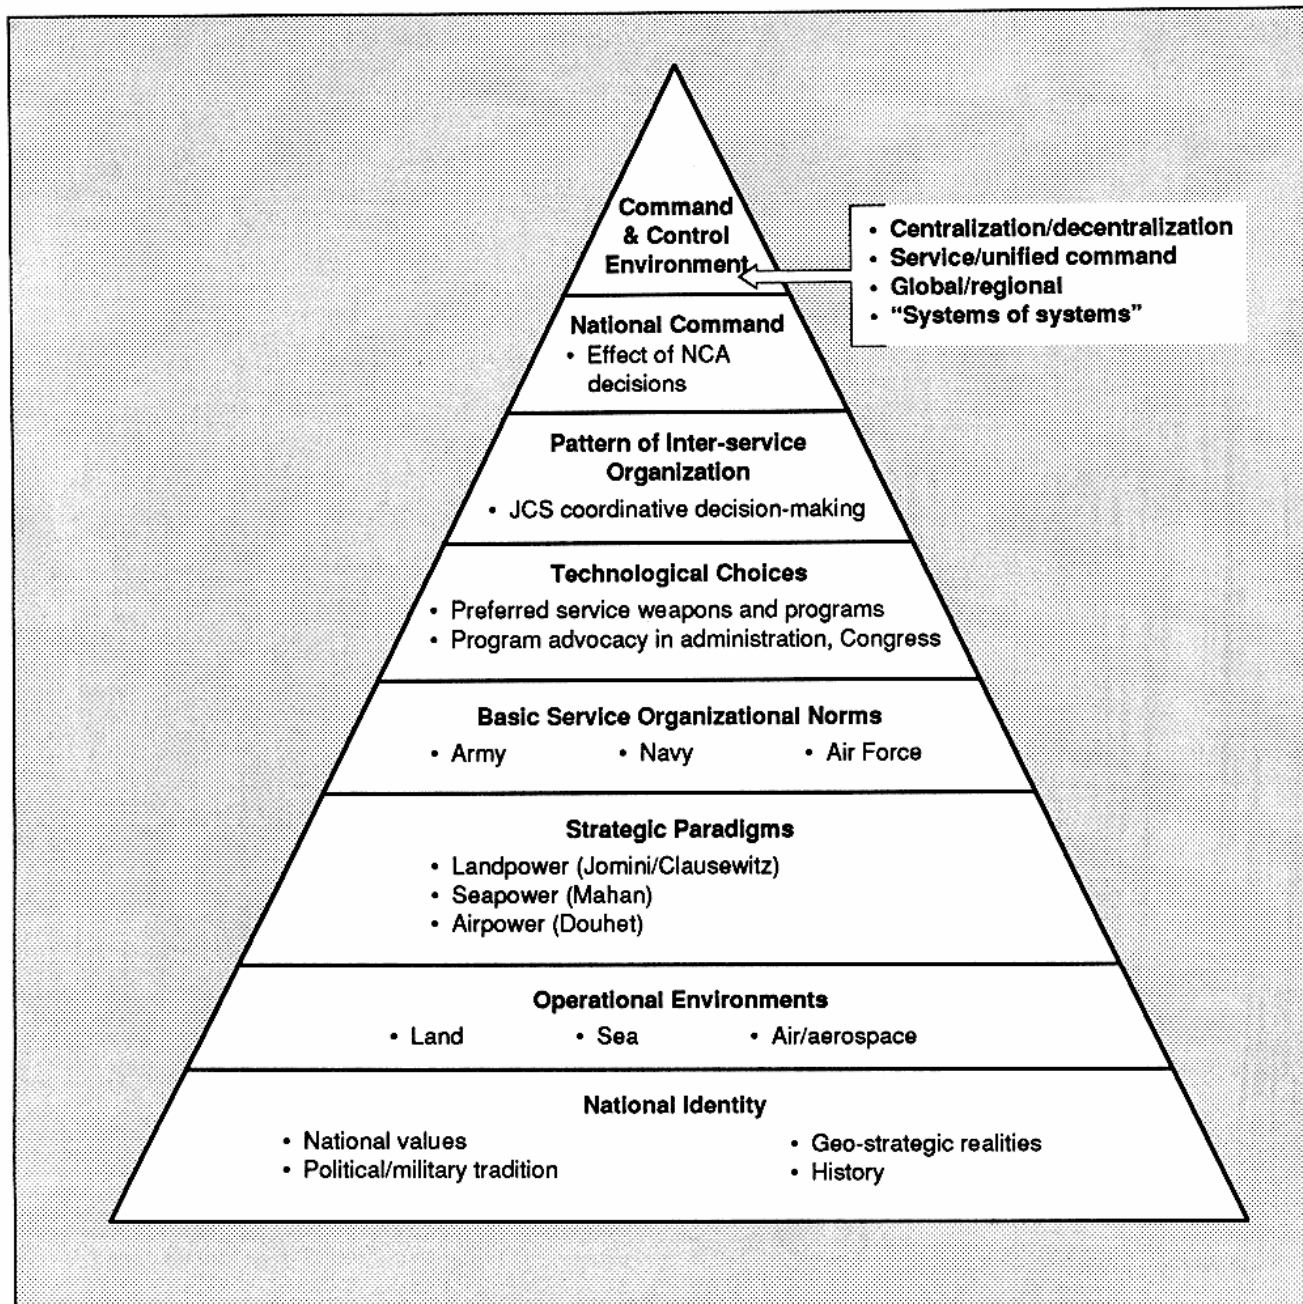 Command
& Control
Environment
• Centralization/decentralization
• Service/unified command
• Global/regional
• “Systems of systems”
National Command
• Effect of NCA
decisions
Pattern of Inter-service
Organization
• JCS coordinative decision-making
Technological Choices
• Preferred service weapons and programs
• Program advocacy in administration, Congress
Basic Service Organizational Norms
• Army • Navy • Air Force
Strategic Paradigms
• Landpower (Jomini/Clausewitz)
• Seapower (Mahan)
• Airpower (Douhet)
Operational Environments
• Land • Sea • Air/aerospace
National Identity
• National values • Geo-strategic realities
• Political/military tradition • History